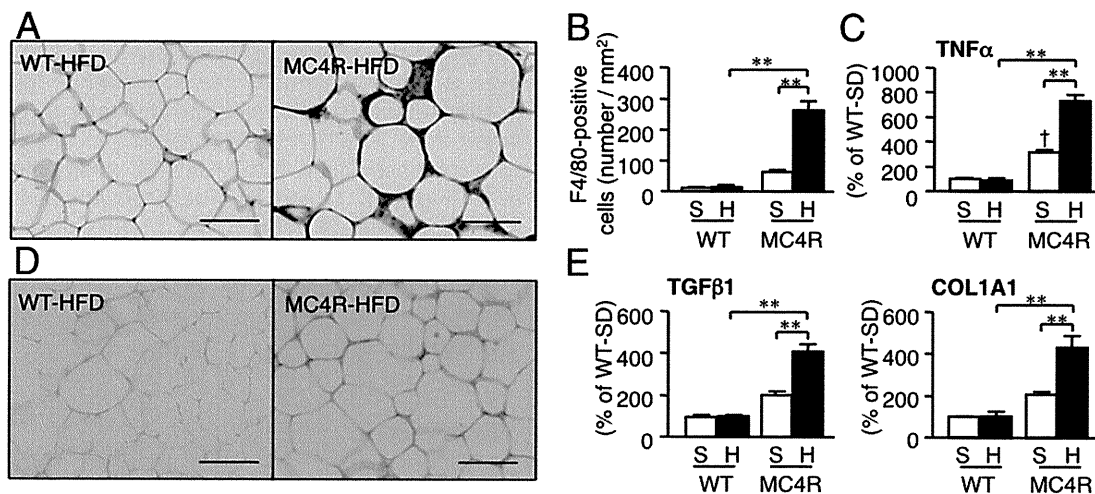 A
WT-HFD
MC4R-HFD
B
F4/80-positive
cells (number / mm²)
400
300
200
100
0
**
**
S H S H
WT MC4R
C
TNFα
(% of WT-SD)
1000
800
600
400
200
0
**
**
†
S H S H
WT MC4R
D
WT-HFD
MC4R-HFD
E
TGFβ1
(% of WT-SD)
600
400
200
0
**
**
S H S H
WT MC4R
COL1A1
(% of WT-SD)
600
400
200
0
**
**
S H S H
WT MC4R